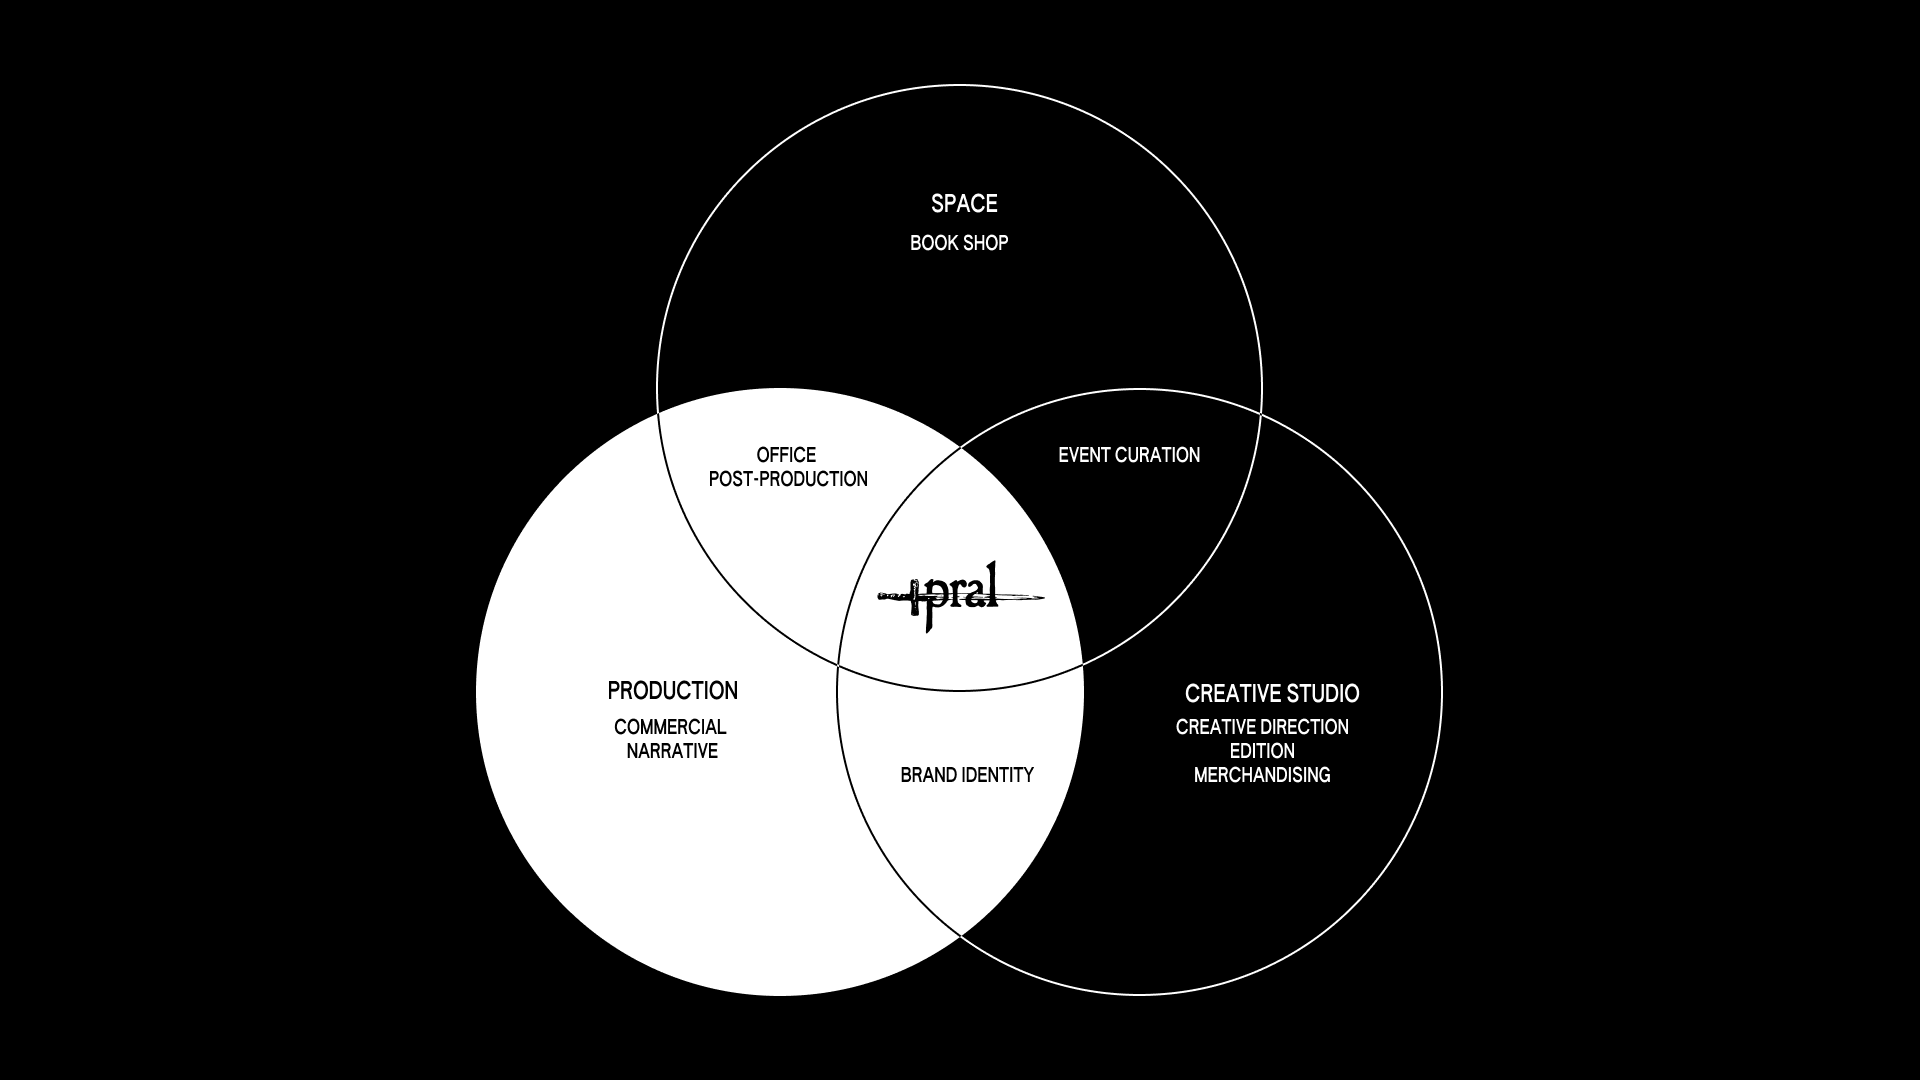 SPACE
BOOK SHOP
OFFICE
POST-PRODUCTION
EVENT CURATION
pral
PRODUCTION
COMMERCIAL
NARRATIVE
CREATIVE STUDIO
CREATIVE DIRECTION
EDITION
MERCHANDISING
BRAND IDENTITY